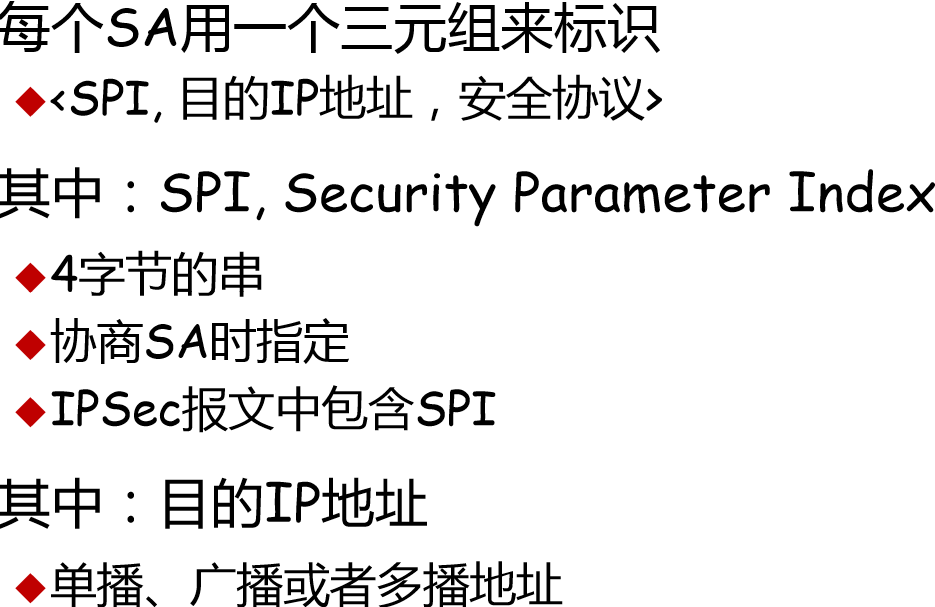 每个SA用一个三元组来标识
◆<SPI, 目的IP地址，安全协议>
其中：SPI, Security Parameter Index
◆4字节的串
◆协商SA时指定
◆IPSec报文中包含SPI
其中：目的IP地址
◆单播、广播或者多播地址